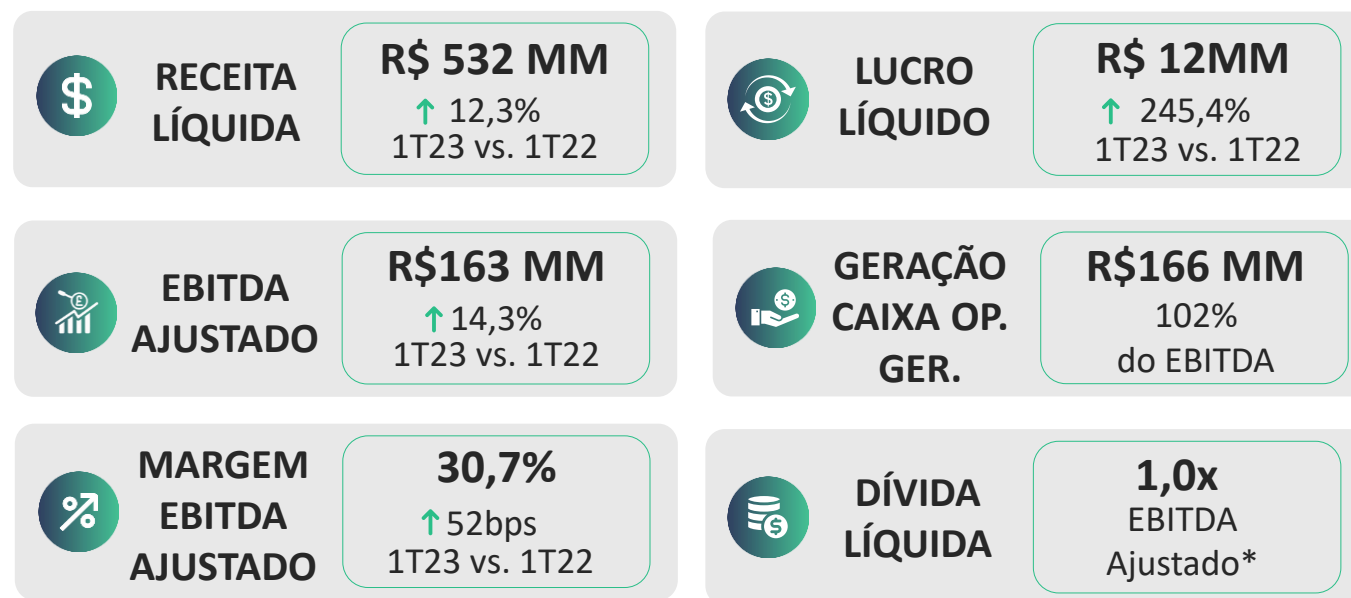 RECEITA
LÍQUIDA
R$ 532 MM
↑ 12,3%
1T23 vs. 1T22
LUCRO
LÍQUIDO
R$ 12MM
↑ 245,4%
1T23 vs. 1T22
EBITDA
AJUSTADO
R$163 MM
↑ 14,3%
1T23 vs. 1T22
GERAÇÃO
CAIXA OP.
GER.
R$166 MM
102%
do EBITDA
MARGEM
EBITDA
AJUSTADO
30,7%
↑ 52bps
1T23 vs. 1T22
DÍVIDA
LÍQUIDA
1,0x
EBITDA
Ajustado*